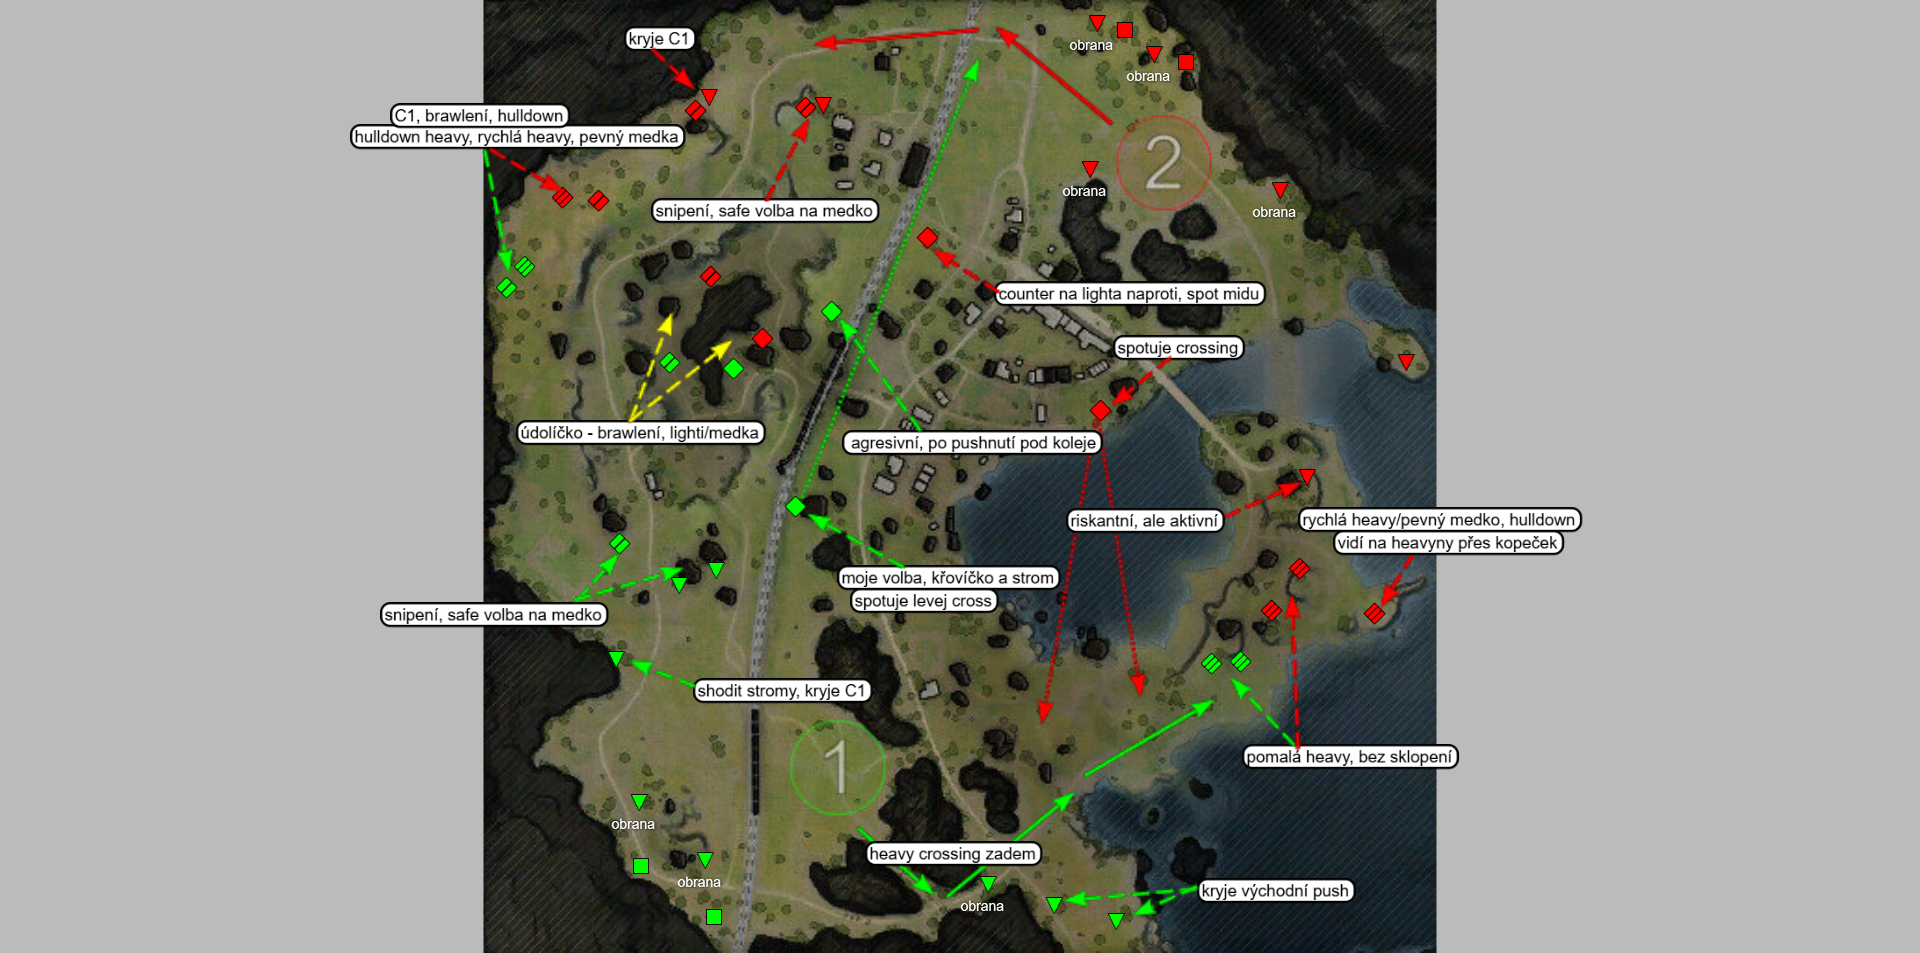 kryje C1
obrana
obrana
C1, brawlení, hulldown
hulldown heavy, rychlá heavy, pevný medka
2
obrana
obrana
snipení, safe volba na medko
counter na lighta naproti, spot midu
spotuje crossing
údolíčko - brawlení, lighti/medka
agresivní, po pushnutí pod koleje
riskantní, ale aktivní
rychlá heavy/pevný medko, hulldown
vidí na heavyny přes kopeček
moje volba, křovíčko a strom
spotuje levej cross
snipení, safe volba na medko
shodit stromy, kryje C1
pomalá heavy, bez sklopení
1
obrana
heavy crossing zadem
obrana
obrana
kryje východní push